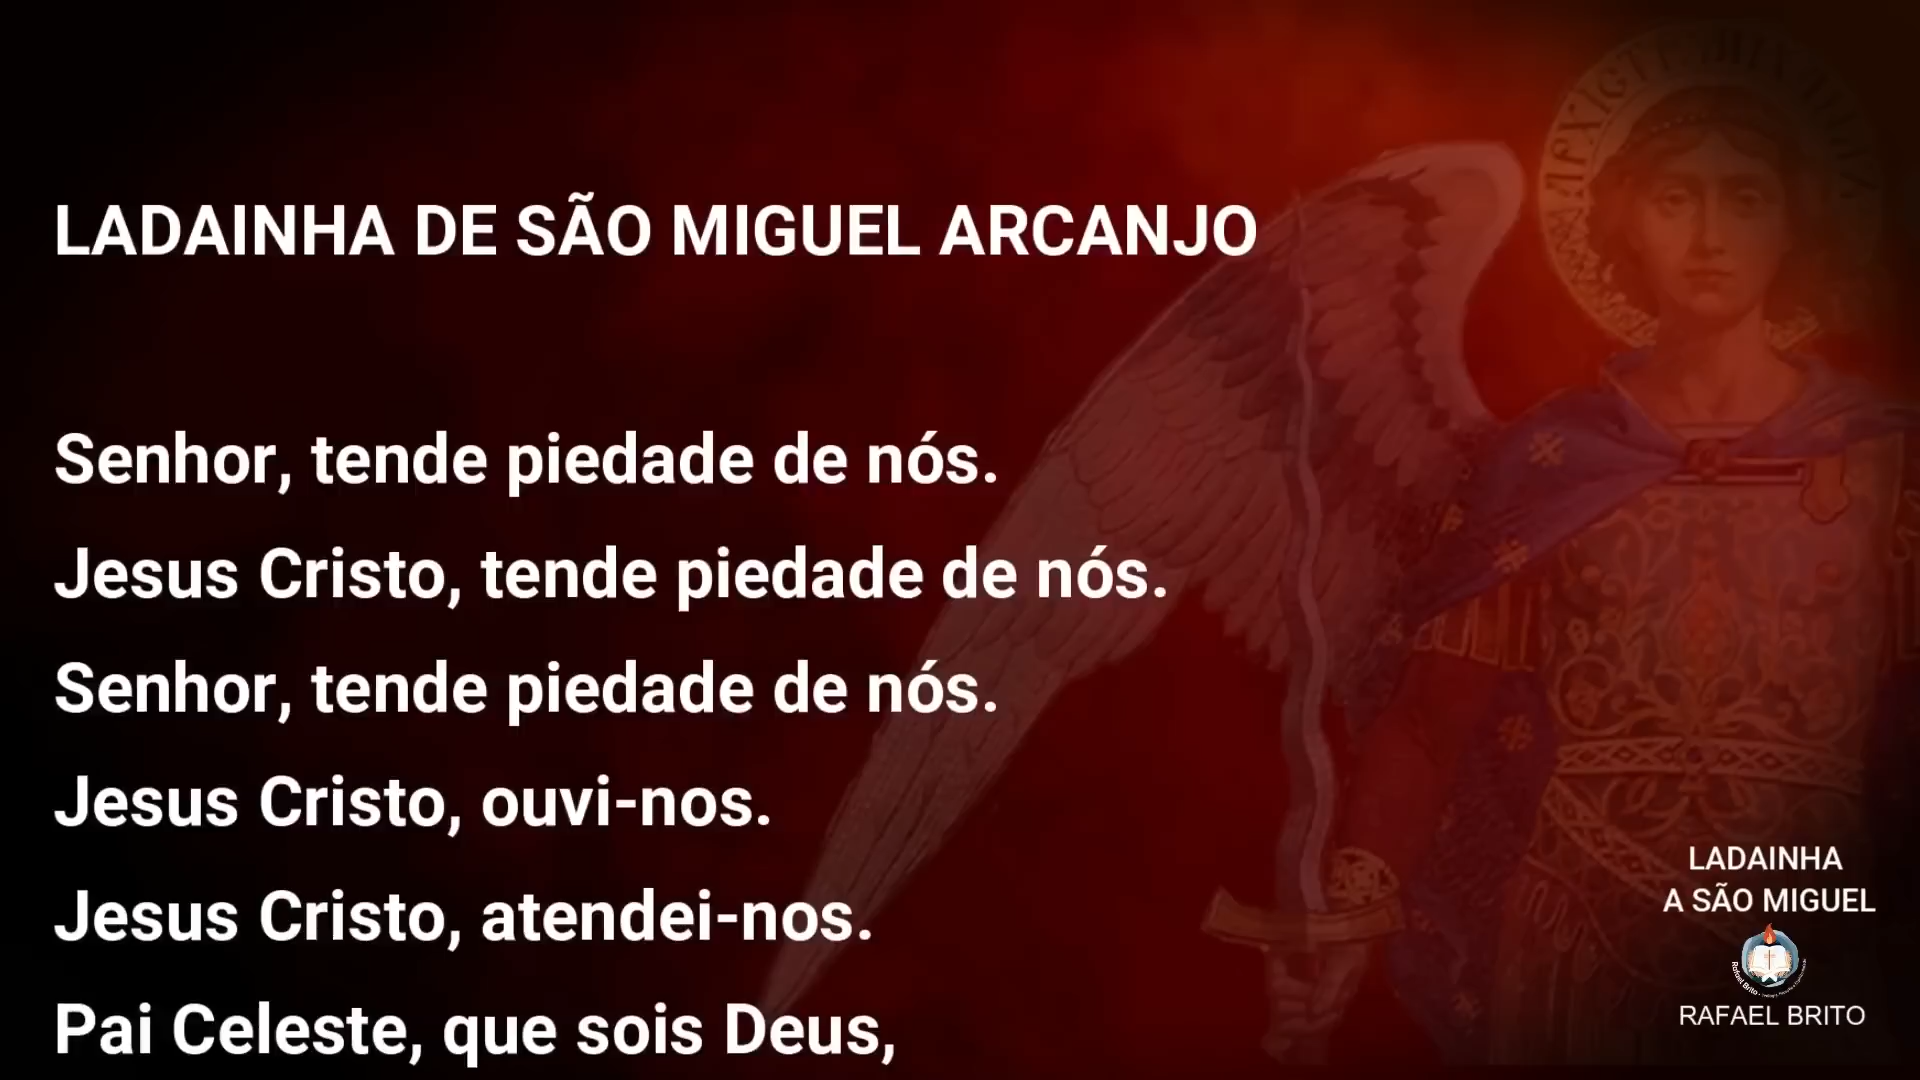 LADAINHA DE SÃO MIGUEL ARCANJO
Senhor, tende piedade de nós.
Jesus Cristo, tende piedade de nós.
Senhor, tende piedade de nós.
Jesus Cristo, ouvi-nos.
Jesus Cristo, atendei-nos.
Pai Celeste, que sois Deus,
LADAINHA
A SÃO MIGUEL
Rafael Brito
RAFAEL BRITO